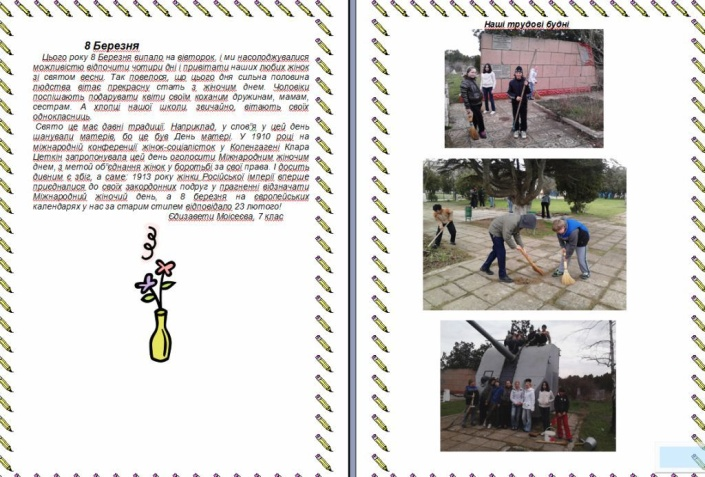 8 Березня
Цього року 8 Березня випало на вівторок, і ми насолоджувалися
можливістю відпочити чотири дні і привітати наших любих жінок
зі святом весни. Так повелося, що цього дня сильна половина
людства вітає прекрасну стать з жіночим днем. Чоловіки
поспішають подарувати квіти своїм коханим дружинам, мамам,
сестрам. А хлопці нашої школи, звичайно, вітають своїх
однокласниць.
Свято це має давні традиції. Наприклад, у слов'я у цей день
шанували матерів, бо це був День матері. У 1910 році на
міжнародній конференції жінок-соціалісток у Копенгагені Клара
Цеткін запропонувала цей день оголосити Міжнародним жіночим
днем, з метою об'єднання жінок у боротьбі за свої права. І досить
дивним є збіг, а саме: 1913 року жінки Російської імперії вперше
приєдналися до своїх закордонних подруг у прагненні відзначати
Міжнародний жіночий день, а 8 березня на європейських
календарях у нас за старим стилем відповідало 23 лютого!
Єдизавети Моісеєва, 7 клас
Наші трудові будні